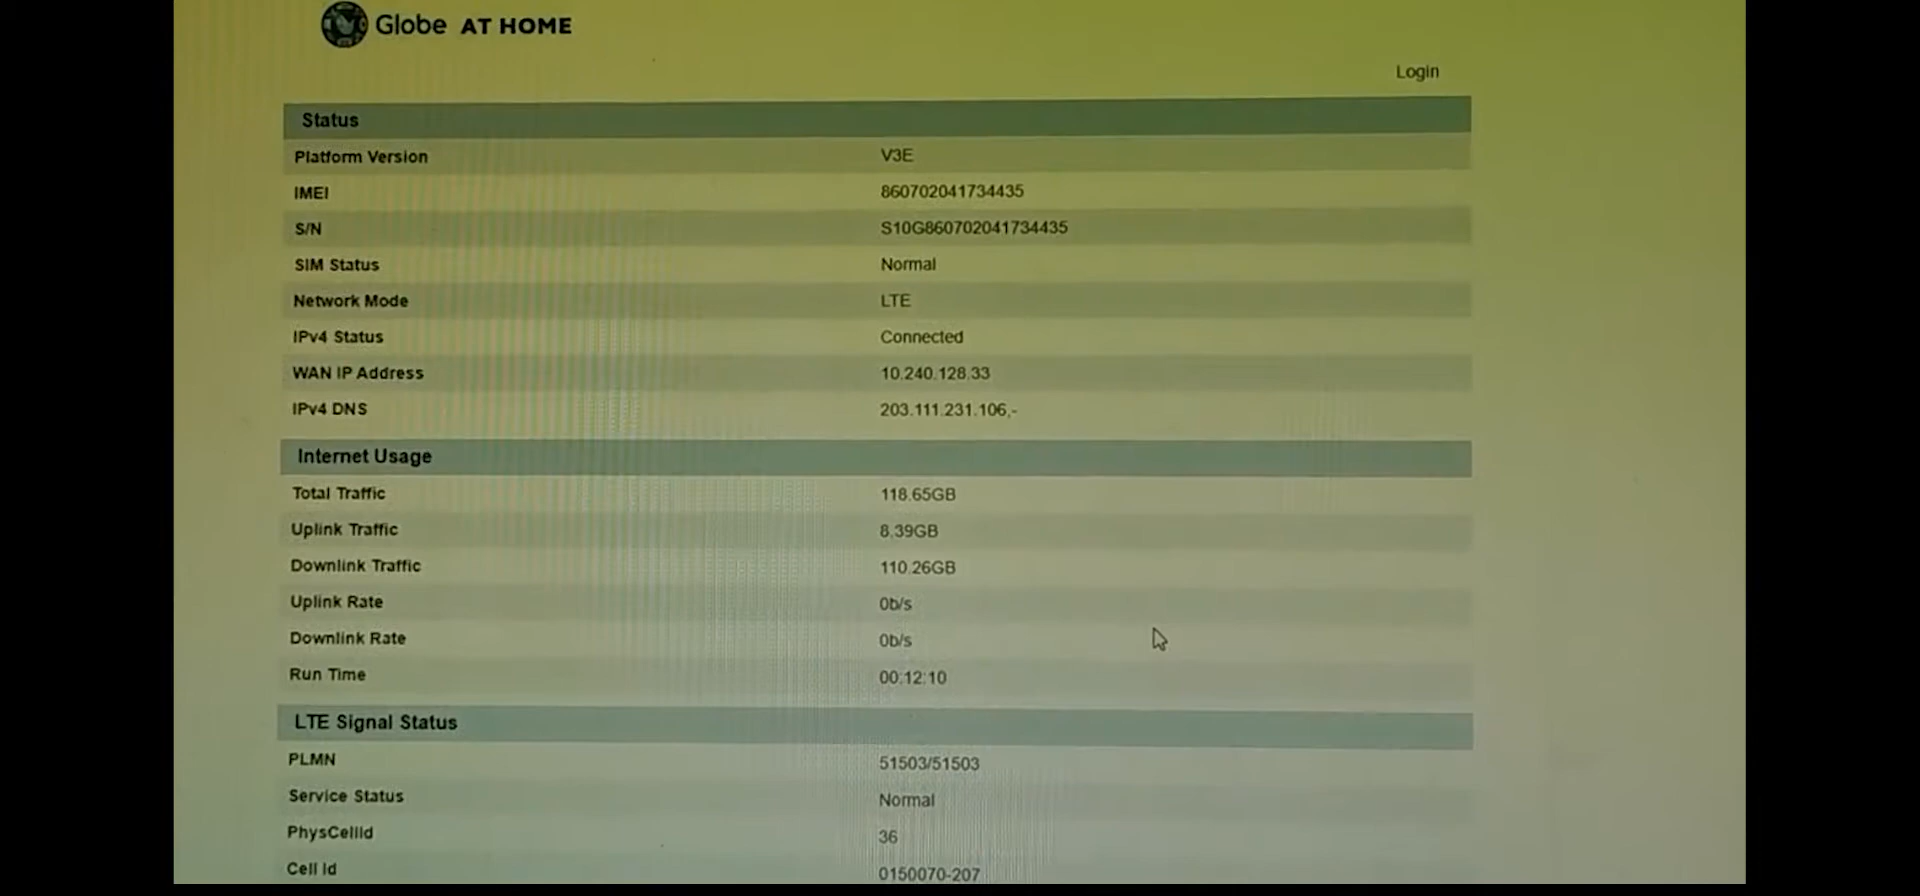 Globe AT HOME
Login
Status
Platform Version V3E
IMEI 860702041734435
S/N S10G860702041734435
SIM Status Normal
Network Mode LTE
IPv4 Status Connected
WAN IP Address 10.240.128.33
IPv4 DNS 203.111.231.106,-
Internet Usage
Total Traffic 118.65GB
Uplink Traffic 8.39GB
Downlink Traffic 110.26GB
Uplink Rate 0b/s
Downlink Rate 0b/s
Run Time 00:12:10
LTE Signal Status
PLMN 51503/51503
Service Status Normal
PhysCellId 36
Cell Id 0150070-207